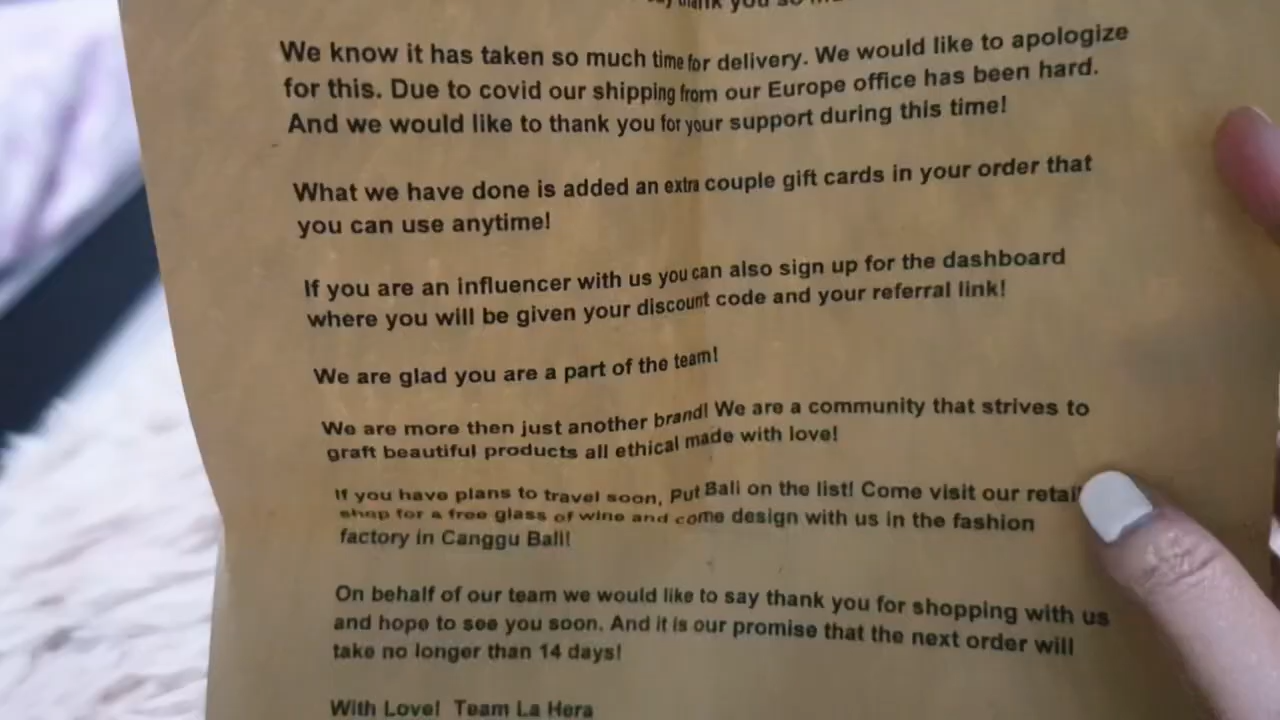 thank you so
We know it has taken so much time for delivery. We would like to apologize
for this. Due to covid our shipping from our Europe office has been hard.
And we would like to thank you for your support during this time!
What we have done is added an extra couple gift cards in your order that
you can use anytime!
If you are an influencer with us you can also sign up for the dashboard
where you will be given your discount code and your referral link!
We are glad you are a part of the team!
We are more then just another brand! We are a community that strives to
graft beautiful products all ethical made with love!
If you have plans to travel soon, Put Bali on the list! Come visit our retail
shop for a free glass of wine and come design with us in the fashion
factory in Canggu Bali!
On behalf of our team we would like to say thank you for shopping with us
and hope to see you soon. And it is our promise that the next order will
take no longer than 14 days!
With Love! Team La Hera